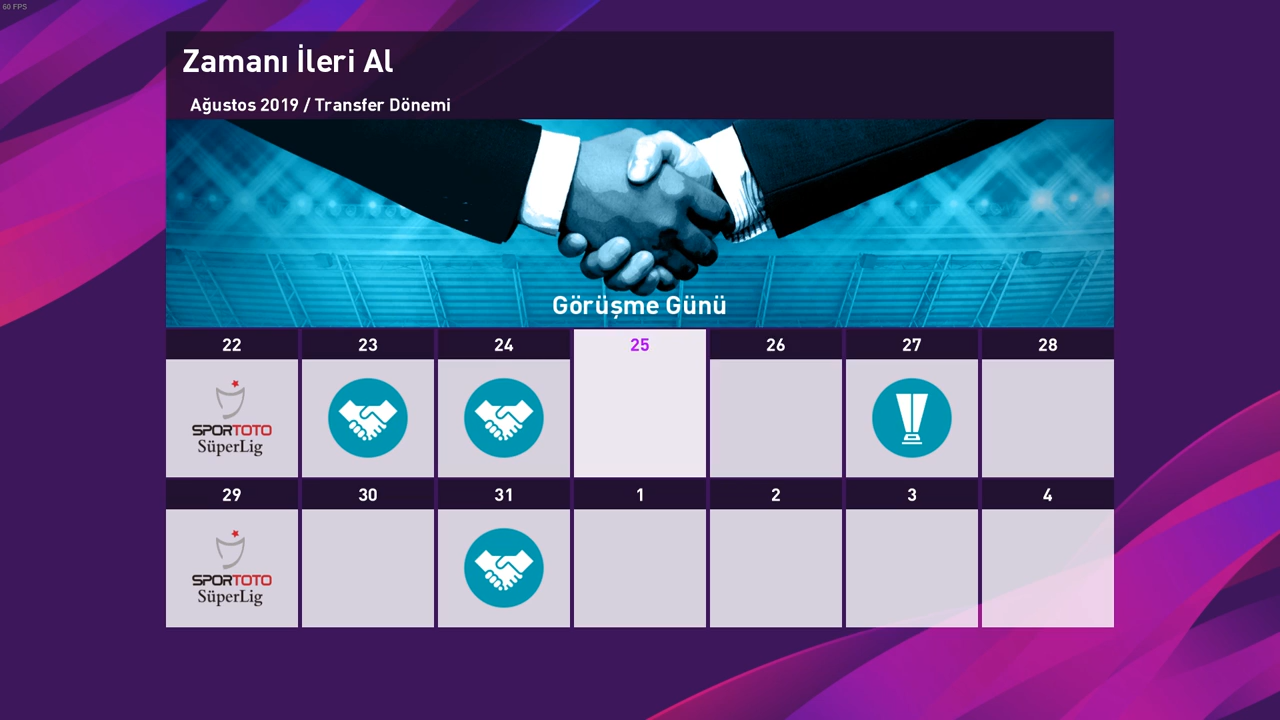 60 FPS
Zamanı İleri Al
Ağustos 2019 / Transfer Dönemi
Görüşme Günü
22 23 24 25 26 27 28
SPORTOTO
SüperLig
29 30 31 1 2 3 4
SPORTOTO
SüperLig